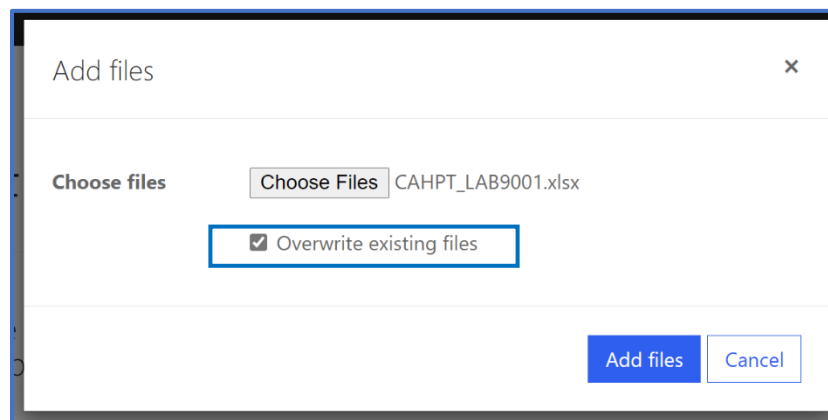 Add files ×
Choose files Choose Files CAHPT_LAB9001.xlsx
Overwrite existing files
Add files Cancel